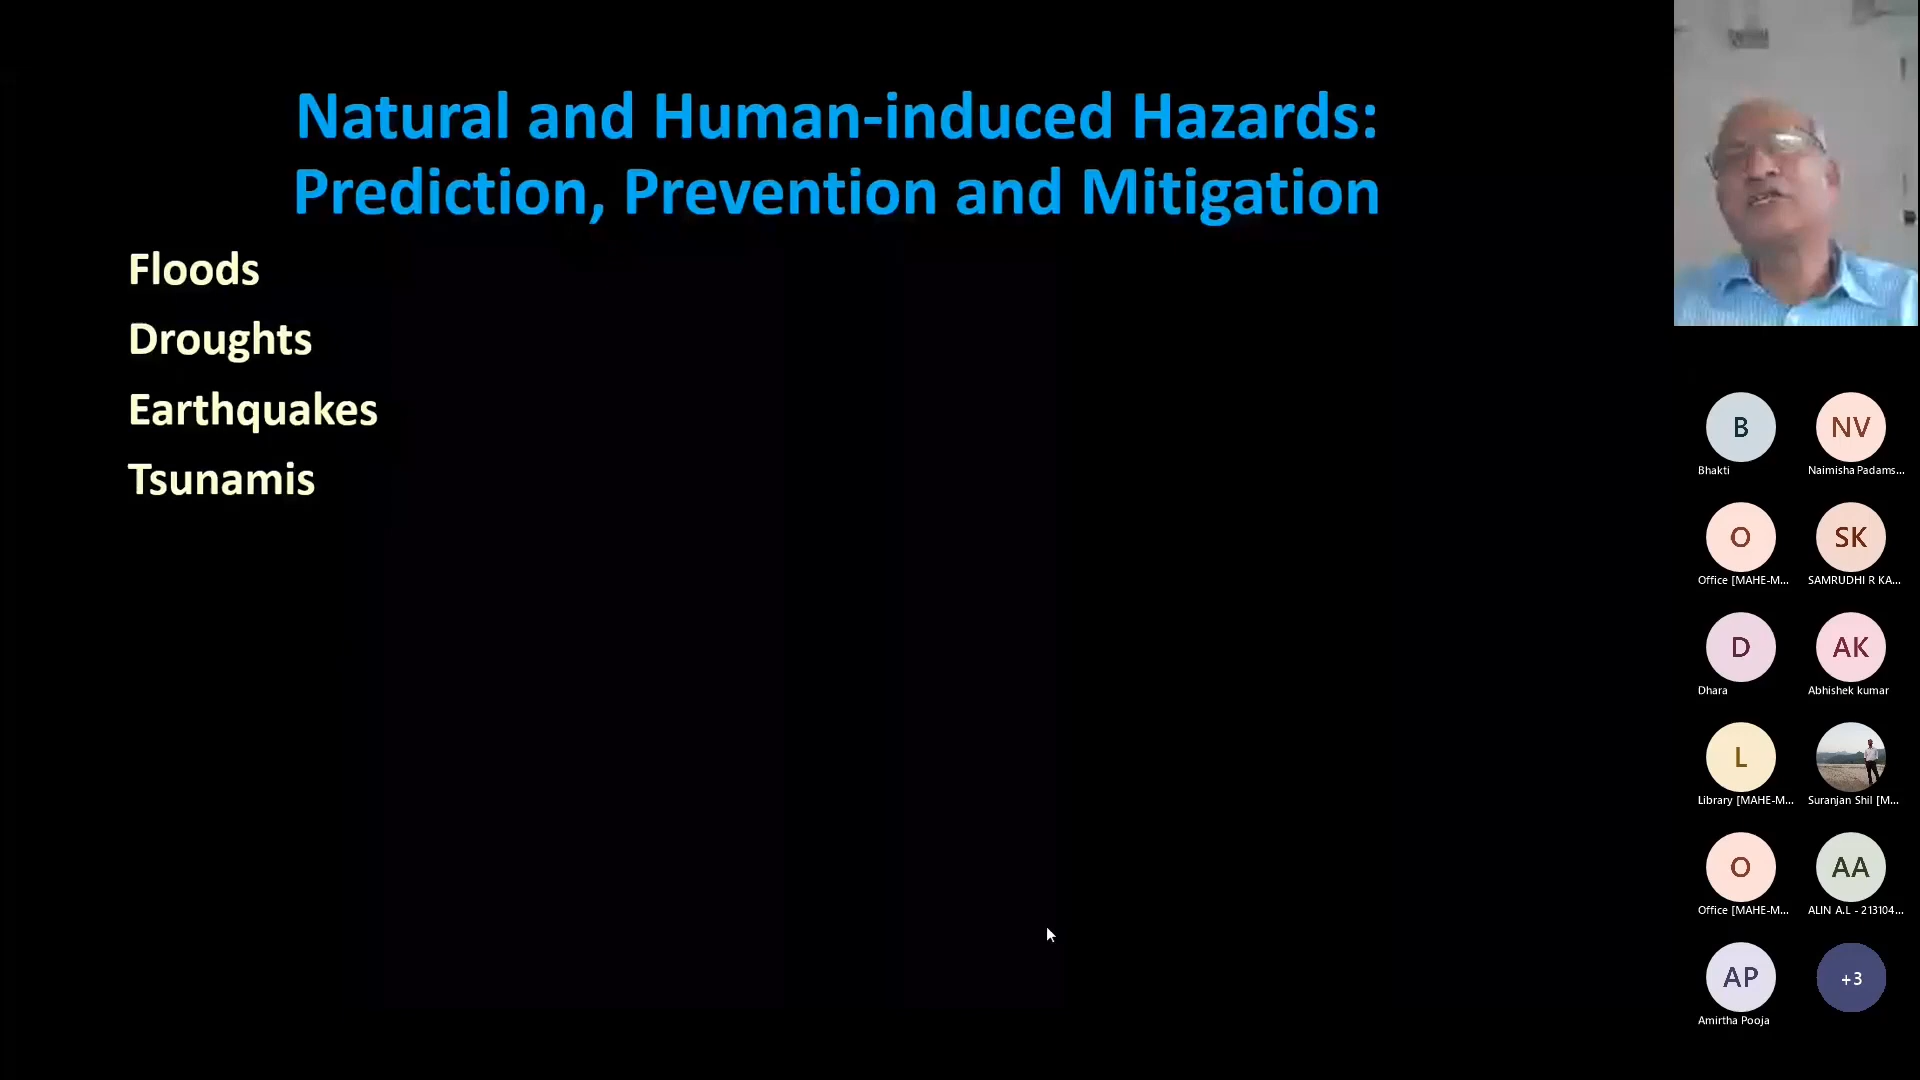 Natural and Human-induced Hazards:
Prediction, Prevention and Mitigation
Floods
Droughts
Earthquakes
Tsunamis
B
NV
Bhakti
Naimisha Padams...
O
SK
Office [MAHE-M...
SAMRUDHI R KA...
D
AK
Dhara
Abhishek kumar
L
Library [MAHE-M...
Suranjan Shil [M...
O
AA
Office [MAHE-M...
ALIN A.L - 213104...
AP
+3
Amirtha Pooja